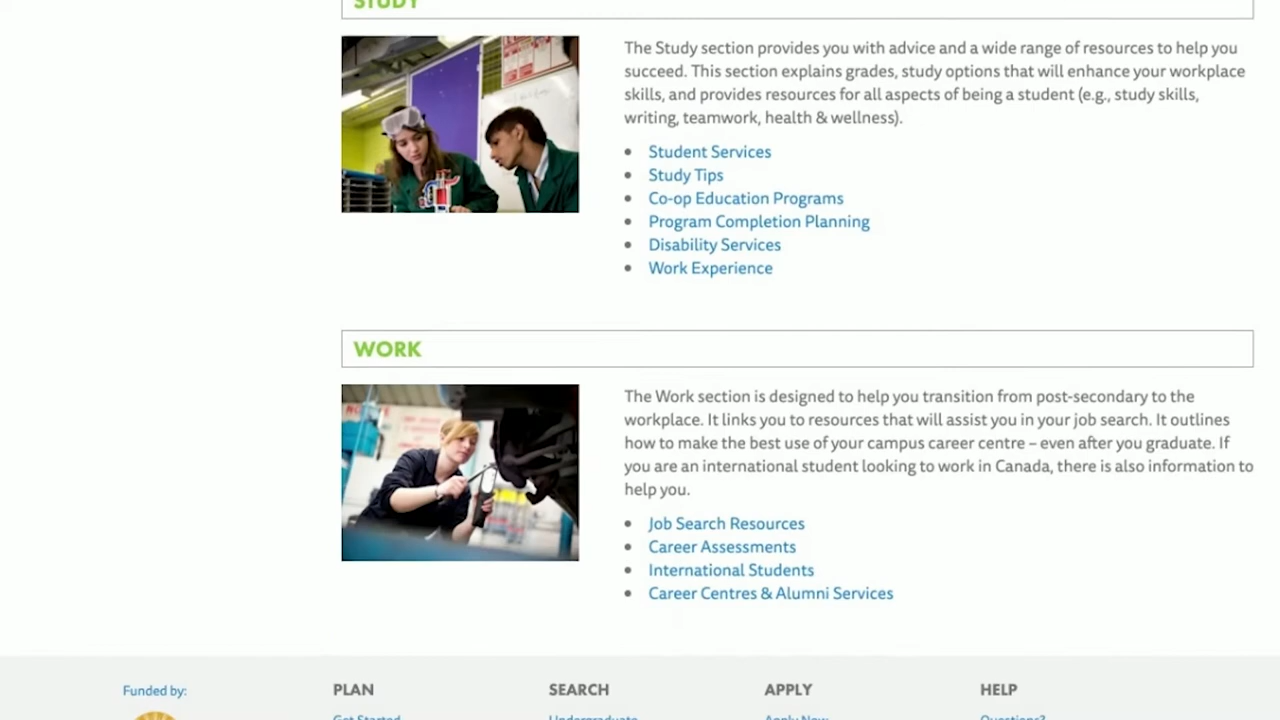 STUDY
The Study section provides you with advice and a wide range of resources to help you
succeed. This section explains grades, study options that will enhance your workplace
skills, and provides resources for all aspects of being a student (e.g., study skills,
writing, teamwork, health & wellness).
Student Services
Study Tips
Co-op Education Programs
Program Completion Planning
Disability Services
Work Experience
WORK
The Work section is designed to help you transition from post-secondary to the
workplace. It links you to resources that will assist you in your job search. It outlines
how to make the best use of your campus career centre – even after you graduate. If
you are an international student looking to work in Canada, there is also information to
help you.
Job Search Resources
Career Assessments
International Students
Career Centres & Alumni Services
Funded by:
PLAN
Get Started
SEARCH
Undergraduate
APPLY
Apply Now
HELP
Questions?